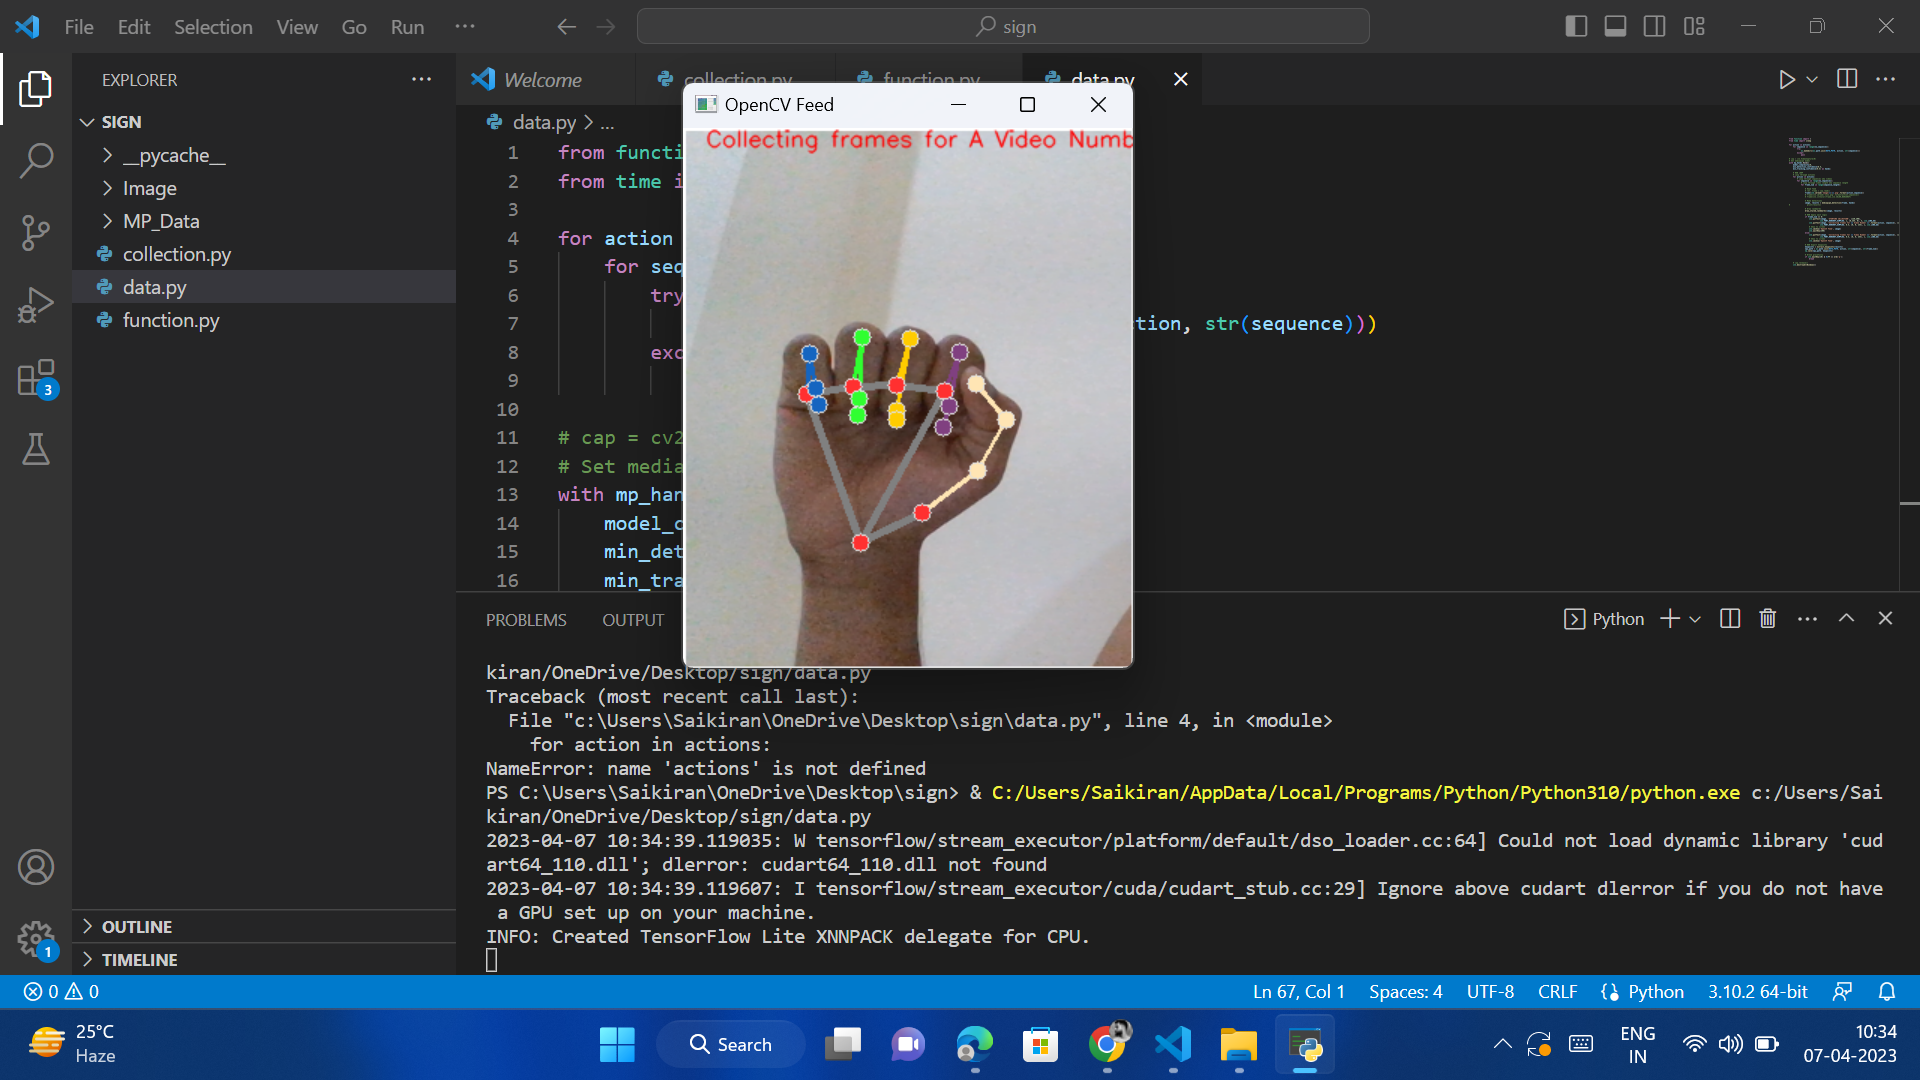 File Edit Selection View Go Run ··· sign
EXPLORER ···
Welcome collection.py function.py data.py
OpenCV Feed
SIGN
__pycache__
Image
MP_Data
collection.py
data.py
function.py
data.py > ...
Collecting frames for A Video Numb
1 from functi
2 from time i
3
4 for action
5 for seq
6 try
7 tion, str(sequence)))
8 exc
9
10
11 # cap = cv2
12 # Set media
13 with mp_han
14 model_c
15 min_det
16 min_tra
PROBLEMS OUTPUT Python
kiran/OneDrive/Desktop/sign/data.py
Traceback (most recent call last):
File "c:\Users\Saikiran\OneDrive\Desktop\sign\data.py", line 4, in <module>
for action in actions:
NameError: name 'actions' is not defined
PS C:\Users\Saikiran\OneDrive\Desktop\sign> & C:/Users/Saikiran/AppData/Local/Programs/Python/Python310/python.exe c:/Users/Sai
kiran/OneDrive/Desktop/sign/data.py
2023-04-07 10:34:39.119035: W tensorflow/stream_executor/platform/default/dso_loader.cc:64] Could not load dynamic library 'cud
art64_110.dll'; dlerror: cudart64_110.dll not found
2023-04-07 10:34:39.119607: I tensorflow/stream_executor/cuda/cudart_stub.cc:29] Ignore above cudart dlerror if you do not have
a GPU set up on your machine.
INFO: Created TensorFlow Lite XNNPACK delegate for CPU.
3
1
OUTLINE
TIMELINE
0 0 Ln 67, Col 1 Spaces: 4 UTF-8 CRLF Python 3.10.2 64-bit
25°C
Haze
Search
ENG
IN
10:34
07-04-2023